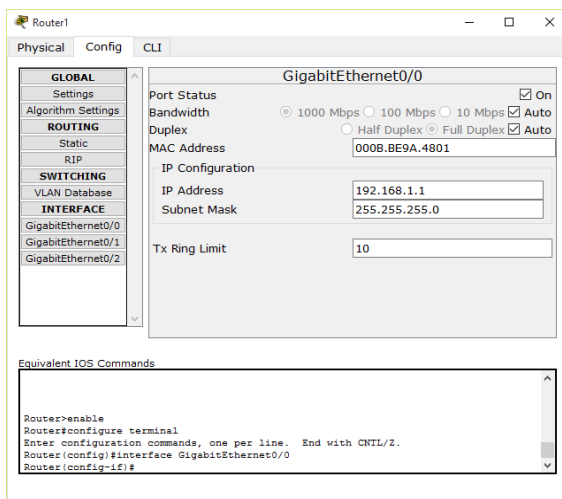 Router1
Physical Config CLI
GLOBAL
Settings
Algorithm Settings
ROUTING
Static
RIP
SWITCHING
VLAN Database
INTERFACE
GigabitEthernet0/0
GigabitEthernet0/1
GigabitEthernet0/2
GigabitEthernet0/0
Port Status On
Bandwidth 1000 Mbps 100 Mbps 10 Mbps Auto
Duplex Half Duplex Full Duplex Auto
MAC Address 000B.BE9A.4801
IP Configuration
IP Address 192.168.1.1
Subnet Mask 255.255.255.0
Tx Ring Limit 10
Equivalent IOS Commands
Router>enable
Router#configure terminal
Enter configuration commands, one per line. End with CNTL/Z.
Router(config)#interface GigabitEthernet0/0
Router(config-if)#